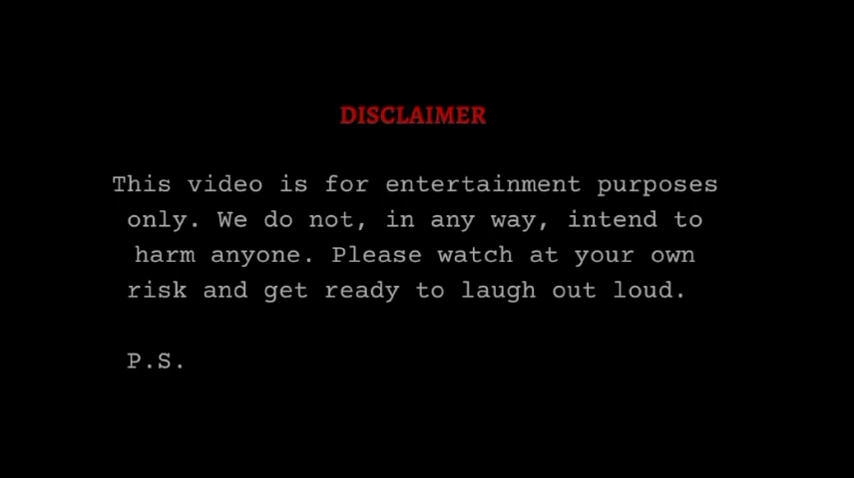 DISCLAIMER
This video is for entertainment purposes
only. We do not, in any way, intend to
harm anyone. Please watch at your own
risk and get ready to laugh out loud.
P.S.